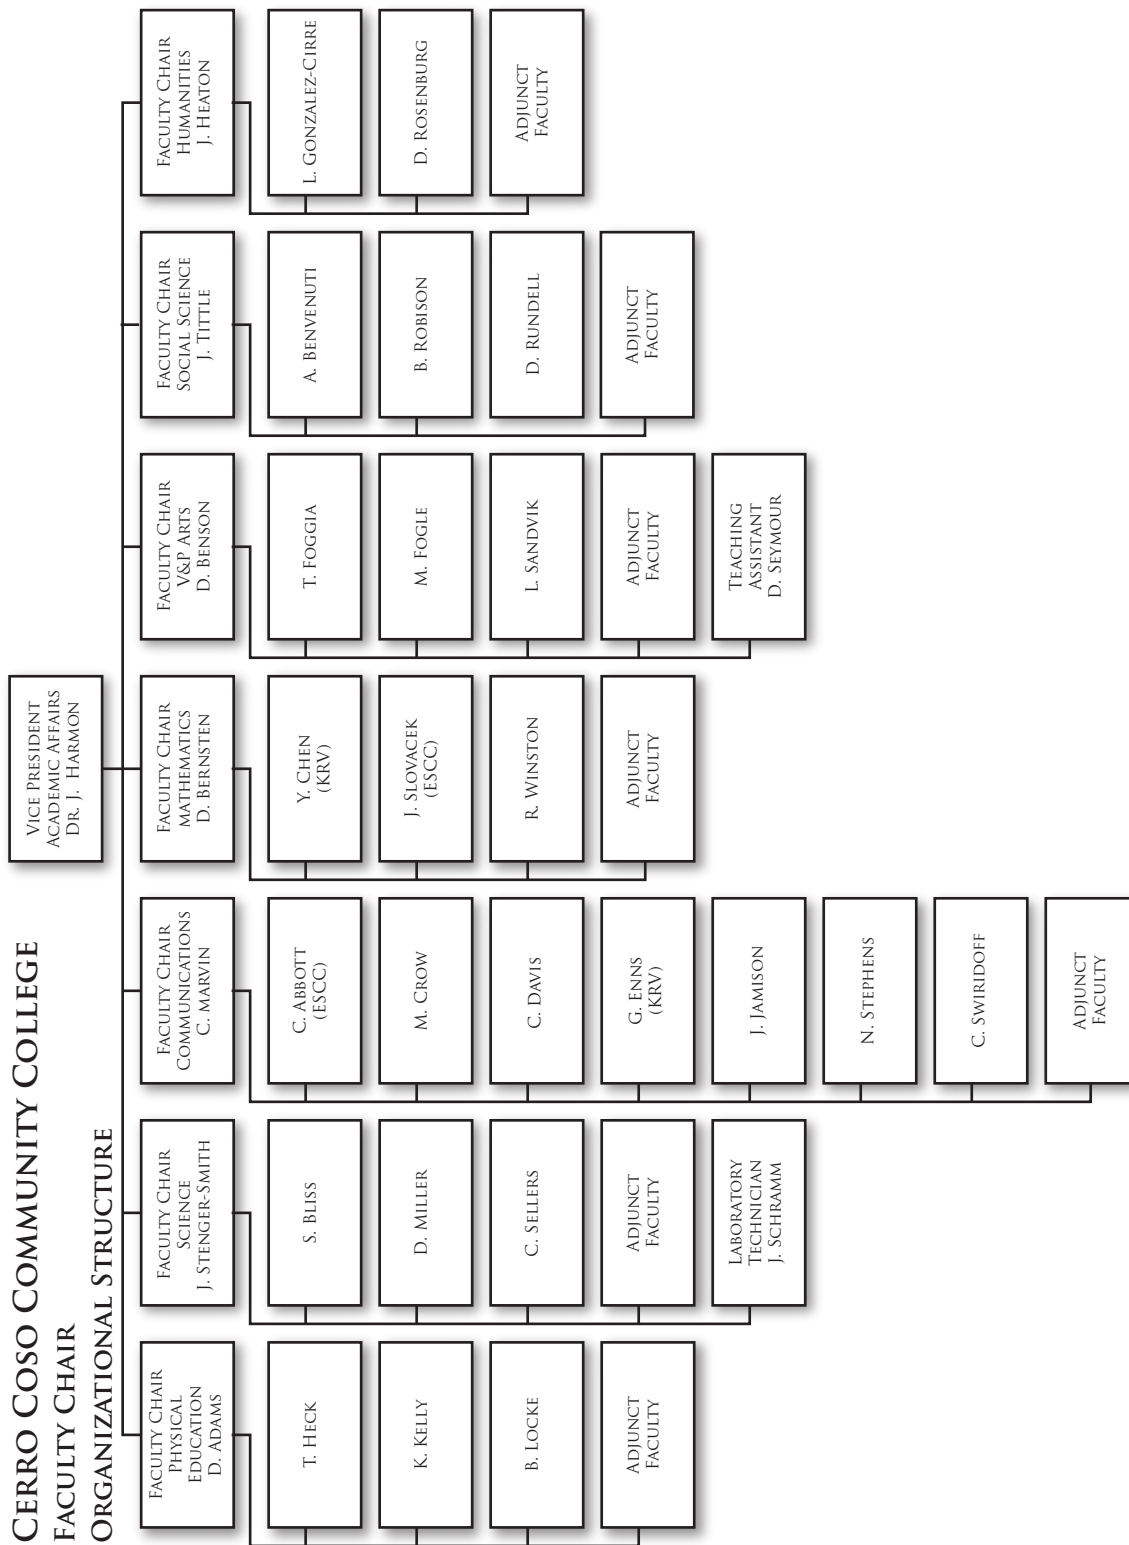 CERRO COSO COMMUNITY COLLEGE
FACULTY CHAIR
ORGANIZATIONAL STRUCTURE
VICE PRESIDENT
ACADEMIC AFFAIRS
DR. J. HARMON
FACULTY CHAIR
PHYSICAL
EDUCATION
D. ADAMS
T. HECK
K. KELLY
B. LOCKE
ADJUNCT
FACULTY
FACULTY CHAIR
SCIENCE
J. STENGER-SMITH
S. BLISS
D. MILLER
C. SELLERS
ADJUNCT
FACULTY
LABORATORY
TECHNICIAN
J. SCHRAMM
FACULTY CHAIR
COMMUNICATIONS
C. MARVIN
C. ABBOTT
(ESCC)
M. CROW
C. DAVIS
G. ENNS
(KRV)
J. JAMISON
N. STEPHENS
C. SWIRIDOFF
ADJUNCT
FACULTY
FACULTY CHAIR
MATHEMATICS
D. BERNSTEN
Y. CHEN
(KRV)
J. SLOVACEK
(ESCC)
R. WINSTON
ADJUNCT
FACULTY
FACULTY CHAIR
V&P ARTS
D. BENSON
T. FOGGIA
M. FOGLE
L. SANDVIK
ADJUNCT
FACULTY
TEACHING
ASSISTANT
D. SEYMOUR
FACULTY CHAIR
SOCIAL SCIENCE
J. TITTLE
A. BENVENUTI
B. ROBISON
D. RUNDELL
ADJUNCT
FACULTY
FACULTY CHAIR
HUMANITIES
J. HEATON
L. GONZALEZ-CIRRE
D. ROSENBURG
ADJUNCT
FACULTY